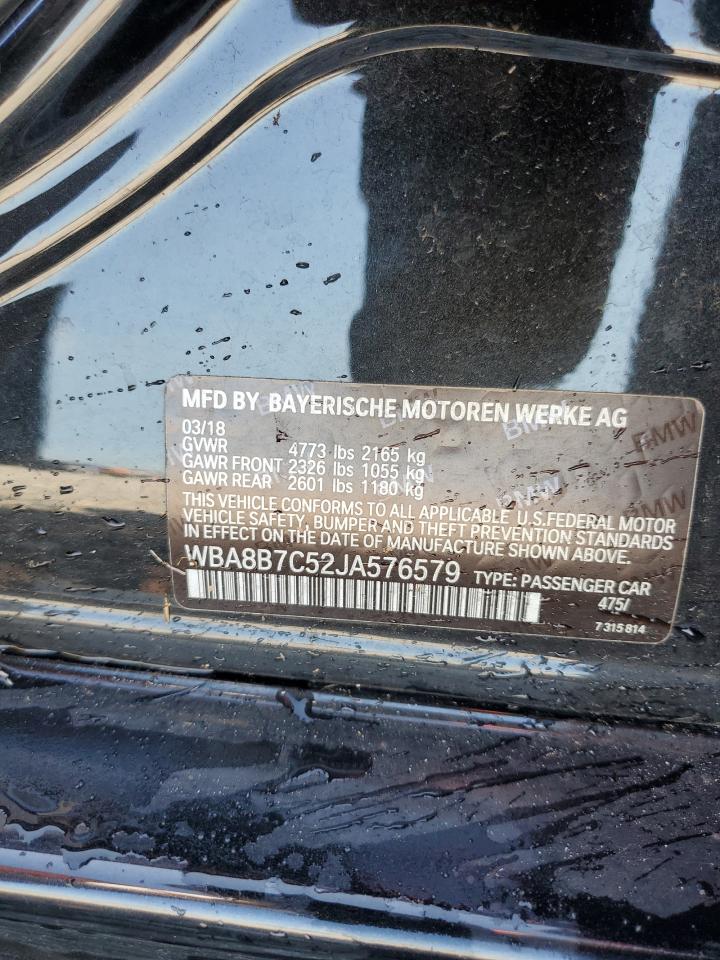 MFD BY BAYERISCHE MOTOREN WERKE AG
03/18
GVWR 4773 lbs 2165 kg
GAWR FRONT 2326 lbs 1055 kg
GAWR REAR 2601 lbs 1180 kg
THIS VEHICLE CONFORMS TO ALL APPLICABLE U.S.FEDERAL MOTOR
VEHICLE SAFETY, BUMPER AND THEFT PREVENTION STANDARDS
IN EFFECT ON THE DATE OF MANUFACTURE SHOWN ABOVE.
WBA8B7C52JA576579 TYPE: PASSENGER CAR
475/
7 315 814
BMW
BMW
BMW